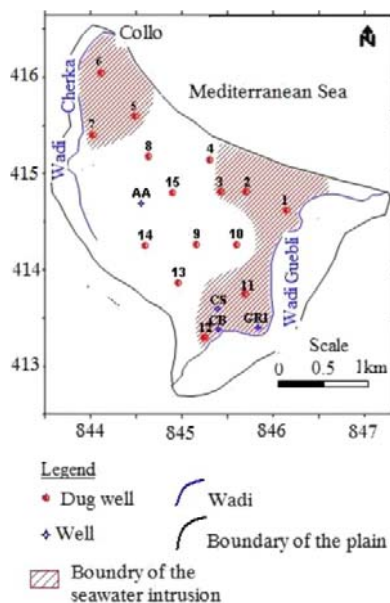 Collo
N
416
6
Wadi Cherka
Mediterranean Sea
5
7
4
8
415
3
2
15
1
AA
14
9
10
414
Wadi Guebli
13
11
CS
GRI
CB
12
413
Scale
0 0.5 1km
844 845 846 847
Legend
Dug well
Wadi
Well
Boundary of the plain
Boundry of the
seawater intrusion